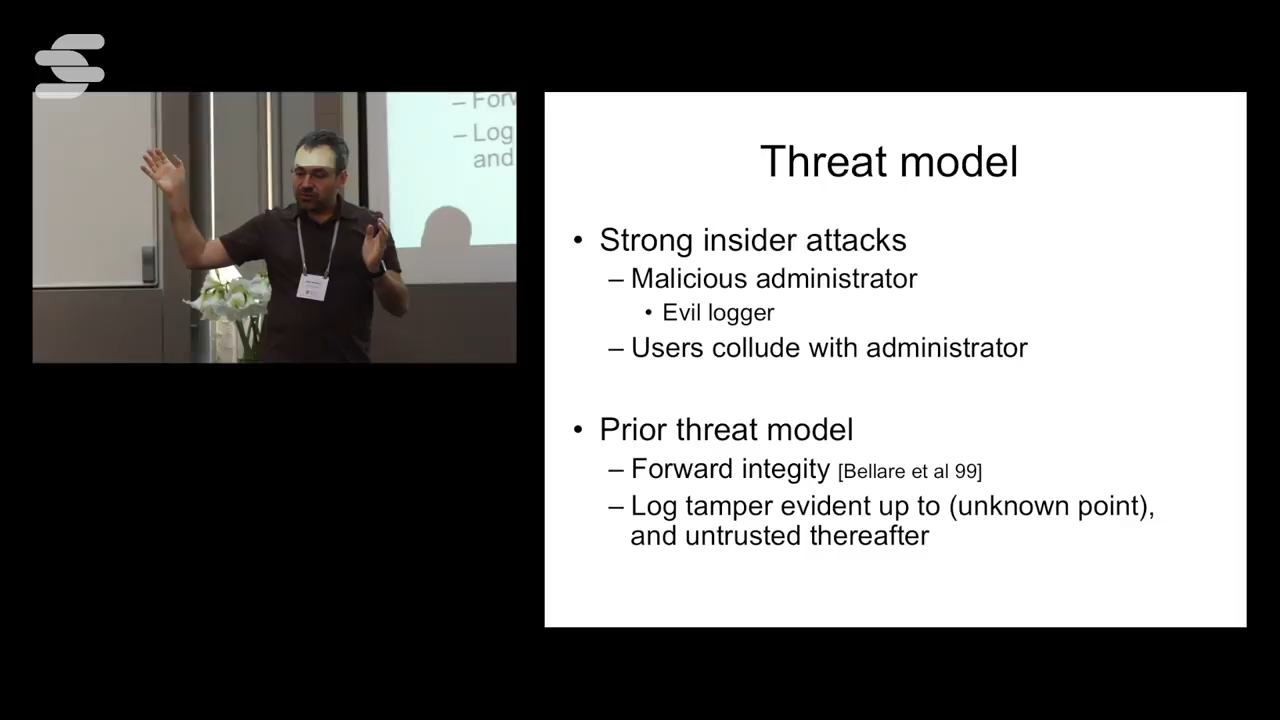 – Forw
– Log
and
Threat model
• Strong insider attacks
– Malicious administrator
• Evil logger
– Users collude with administrator
• Prior threat model
– Forward integity [Bellare et al 99]
– Log tamper evident up to (unknown point),
and untrusted thereafter